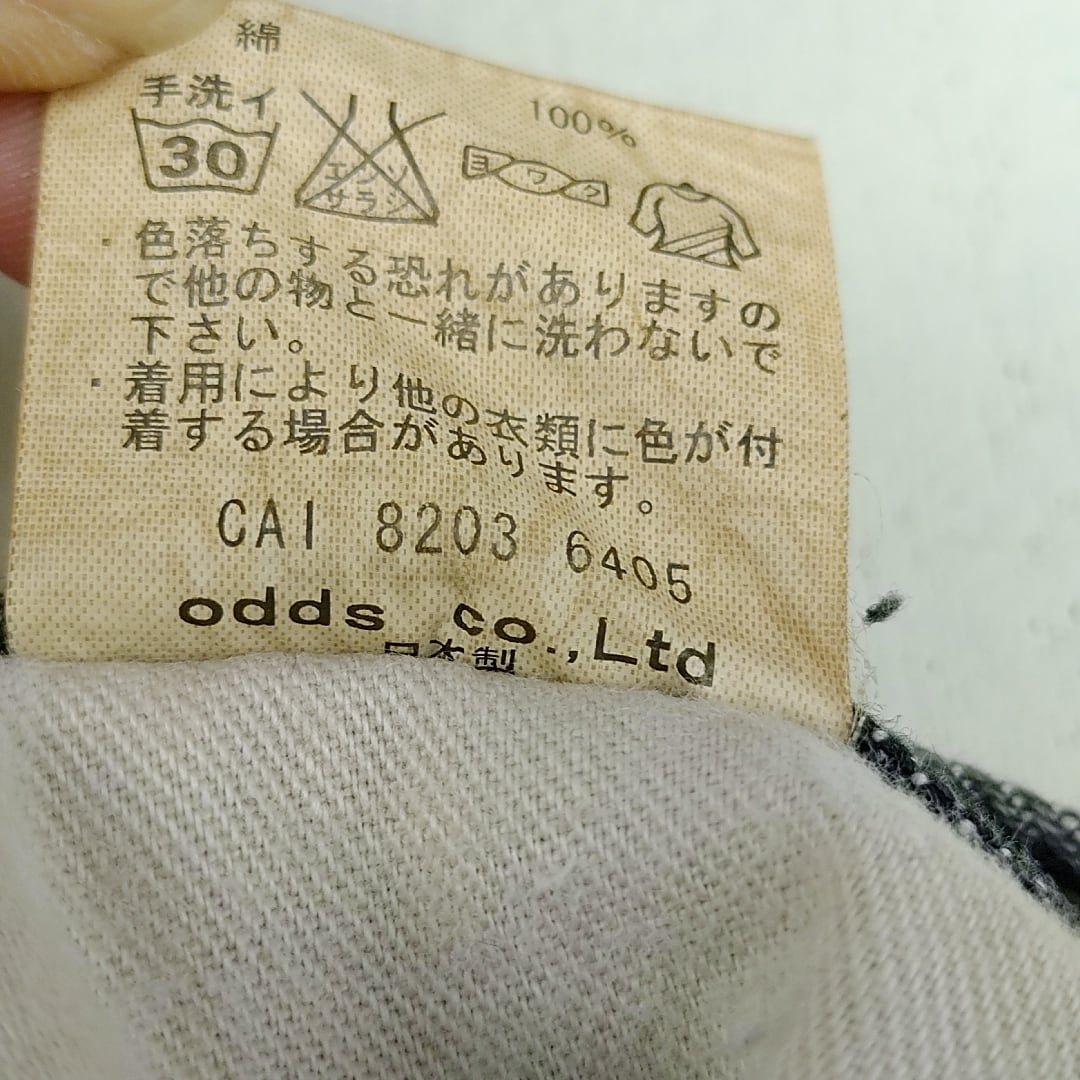 綿
100%
手洗イ
30
エンソ
サラシ
ヨワク
・色落ちする恐れがありますの
で他の物と一緒に洗わないで
下さい。
・着用により他の衣類に色が付
着する場合があります。
CAI 8203 6405
odds co.,Ltd
日本製